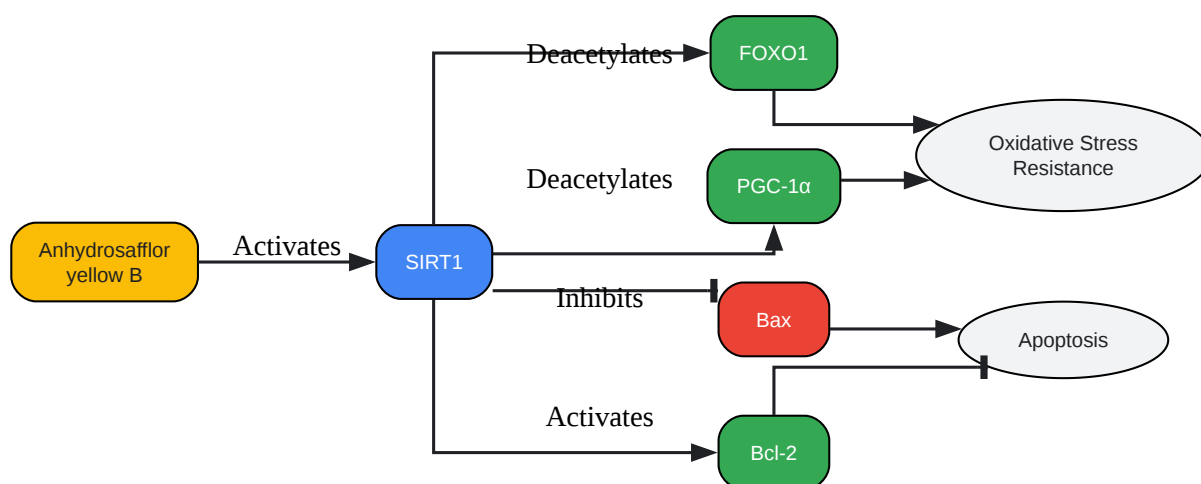 Deacetylates
FOXO1
Oxidative Stress
Resistance
Deacetylates
PGC-1α
Anhydrosafflor
yellow B
Activates
SIRT1
Inhibits
Bax
Apoptosis
Activates
Bcl-2